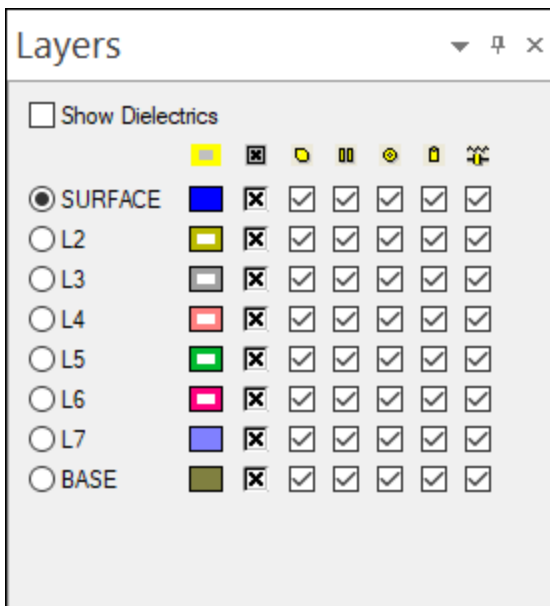 Layers
Show Dielectrics
SURFACE
L2
L3
L4
L5
L6
L7
BASE